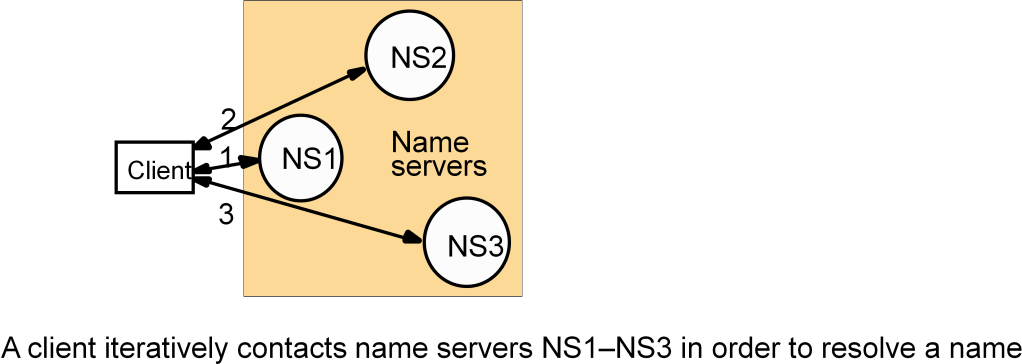 NS2
2
Name
servers
Client
1
NS1
3
NS3
A client iteratively contacts name servers NS1–NS3 in order to resolve a name